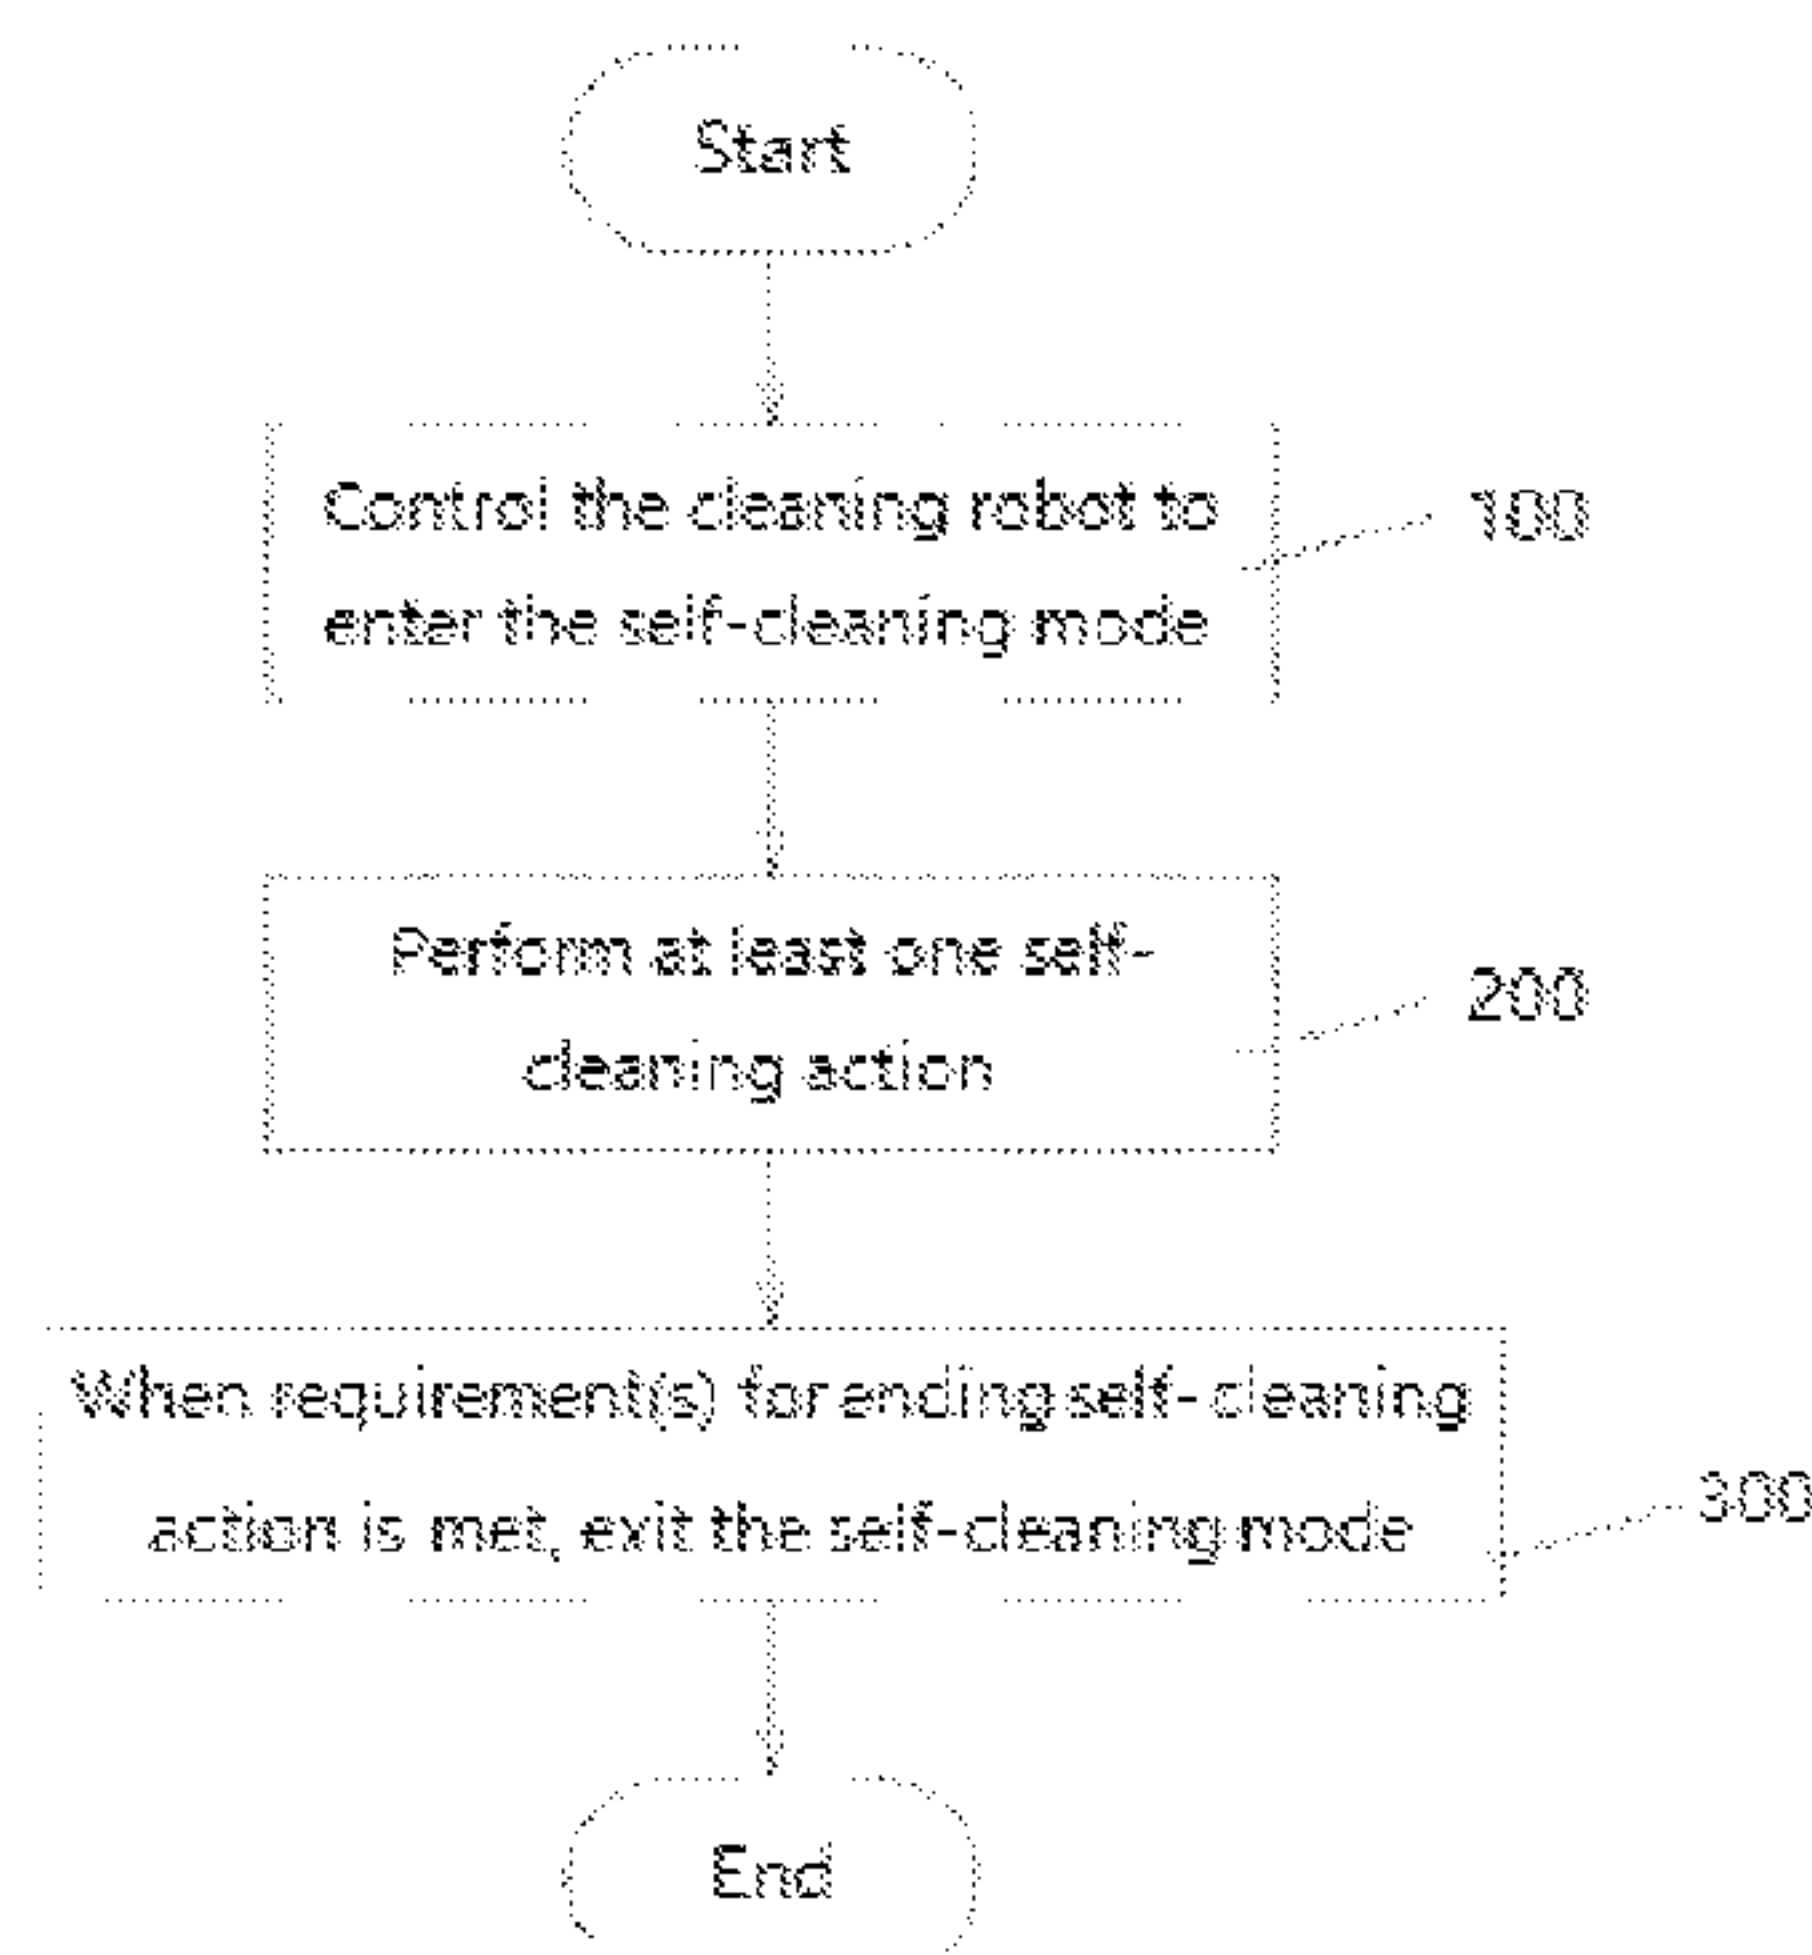 Start
Control the cleaning robot to
enter the self-cleaning mode
100
Perform at least one self-
cleaning action
200
When requirement(s) for ending self-cleaning
action is met, exit the self-cleaning mode
300
End